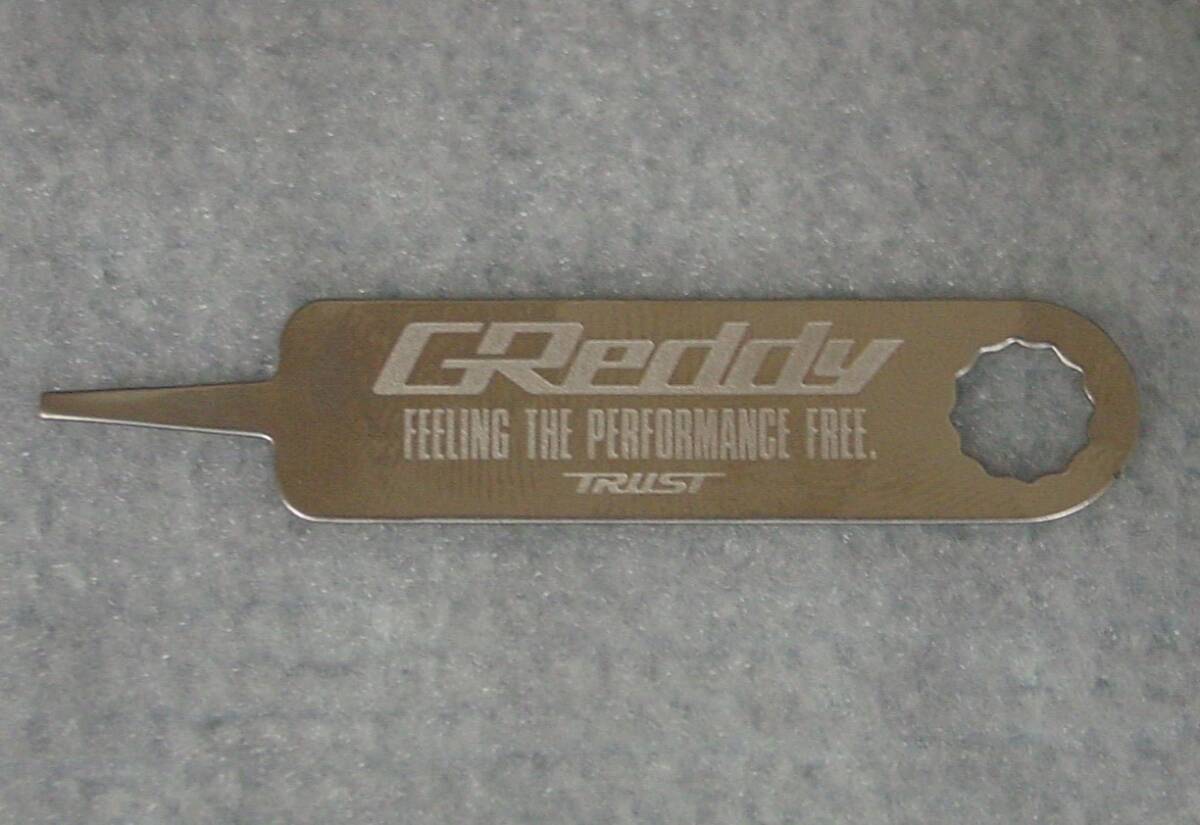 GReddy
FEELING THE PERFORMANCE FREE.
TRUST